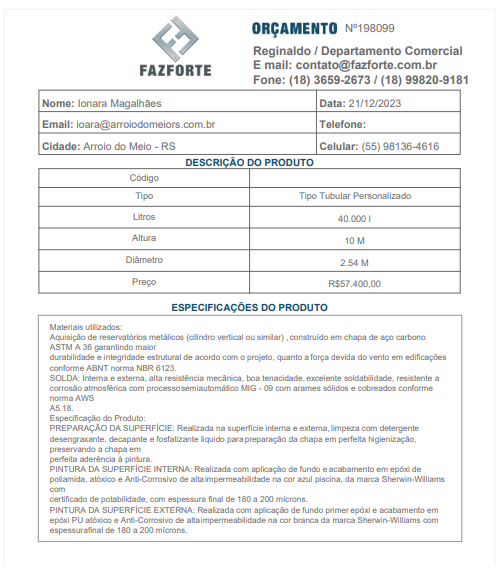 FAZFORTE
ORÇAMENTO Nº198099
Reginaldo / Departamento Comercial
E mail: contato@fazforte.com.br
Fone: (18) 3659-2673 / (18) 99820-9181
Nome: Ionara Magalhães
Data: 21/12/2023
Email: ioara@arroiodomeiors.com.br
Telefone:
Cidade: Arroio do Meio - RS
Celular: (55) 98136-4616
DESCRIÇÃO DO PRODUTO
Código
Tipo
Tipo Tubular Personalizado
Litros
40.000 l
Altura
10 M
Diâmetro
2.54 M
Preço
R$57.400,00
ESPECIFICAÇÕES DO PRODUTO
Materiais utilizados:
Aquisição de reservatórios metálicos (cilindro vertical ou similar) , construído em chapa de aço carbono
ASTM A 36 garantindo maior
durabilidade e integridade estrutural de acordo com o projeto, quanto a força devida do vento em edificações
conforme ABNT norma NBR 6123.
SOLDA: Interna e externa, alta resistência mecânica, boa tenacidade, excelente soldabilidade, resistente a
corrosão atmosférica com processo semiautomático MIG - 09 com arames sólidos e cobreados conforme
norma AWS
A5.18.
Especificação do Produto:
PREPARAÇÃO DA SUPERFÍCIE: Realizada na superfície interna e externa, limpeza com detergente
desengraxante, decapante e fosfatizante liquido para preparação da chapa em perfeita higienização,
preservando a chapa em
perfeita aderência à pintura.
PINTURA DA SUPERFÍCIE INTERNA: Realizada com aplicação de fundo e acabamento em epóxi de
poliamida, atóxico e Anti-Corrosivo de alta impermeabilidade na cor azul piscina, da marca Sherwin-Williams
com
certificado de potabilidade, com espessura final de 180 a 200 mícrons.
PINTURA DA SUPERFÍCIE EXTERNA: Realizada com aplicação de fundo primer epóxi e acabamento em
epóxi PU atóxico e Anti-Corrosivo de alta impermeabilidade na cor branca da marca Sherwin-Williams com
espessurafinal de 180 a 200 mícrons.